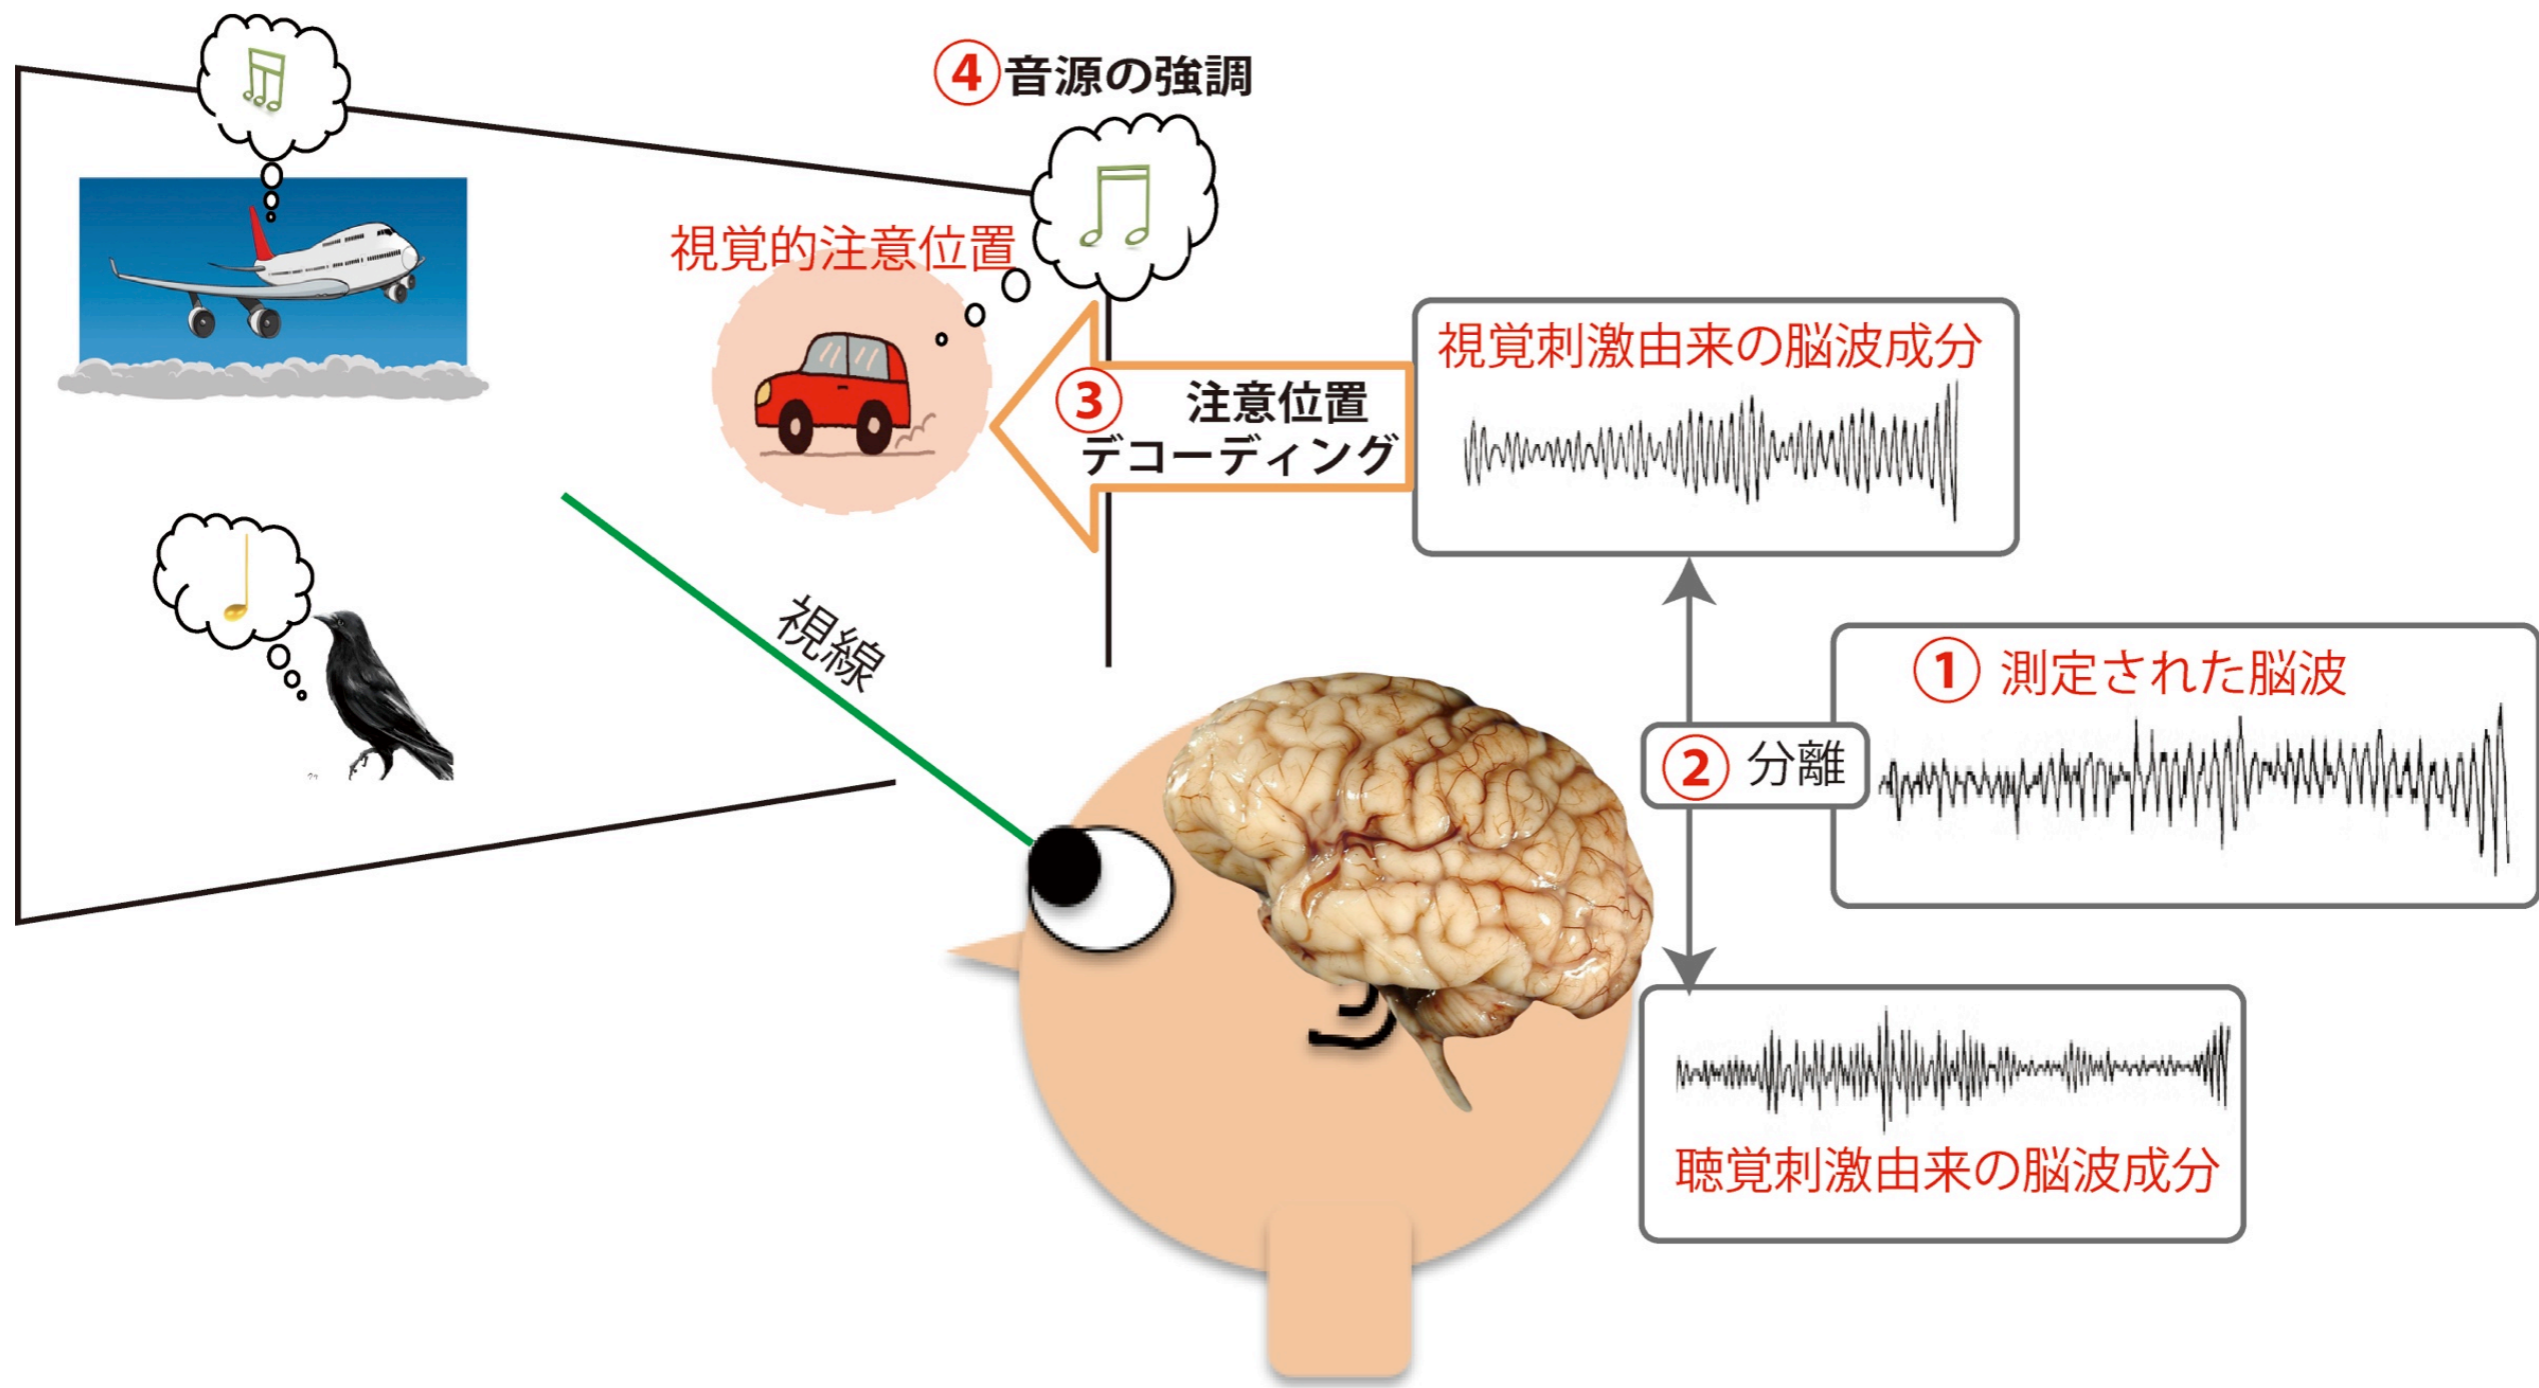 ④音源の強調
視覚的注意位置
視覚刺激由来の脳波成分
③ 注意位置
デコーディング
視線
① 測定された脳波
② 分離
聴覚刺激由来の脳波成分